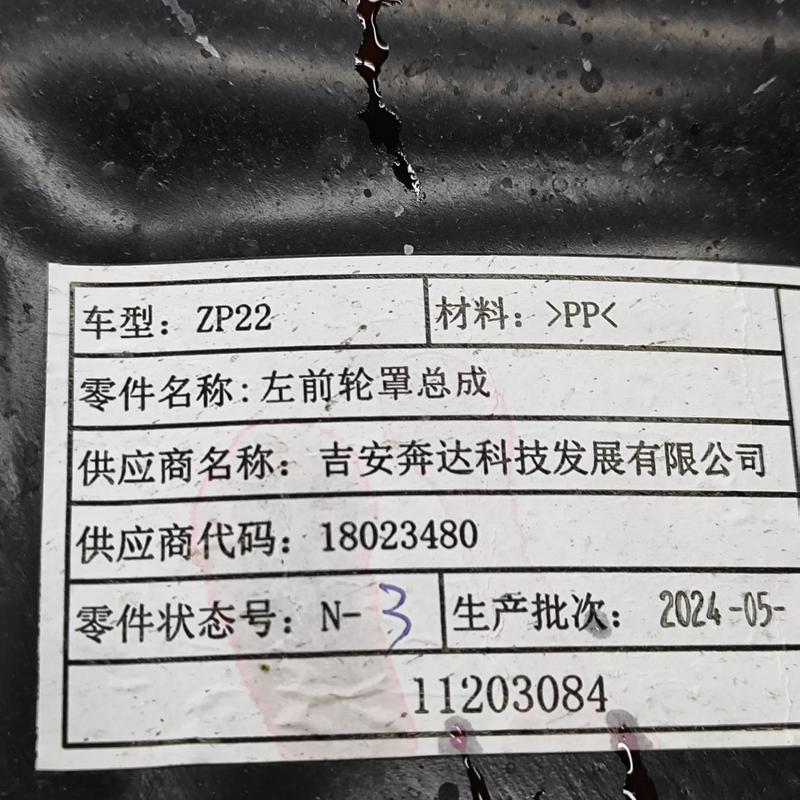 车型：ZP22 材料：>PP<
零件名称:左前轮罩总成
供应商名称：吉安奔达科技发展有限公司
供应商代码：18023480
零件状态号：N-3 生产批次：2024-05-
11203084